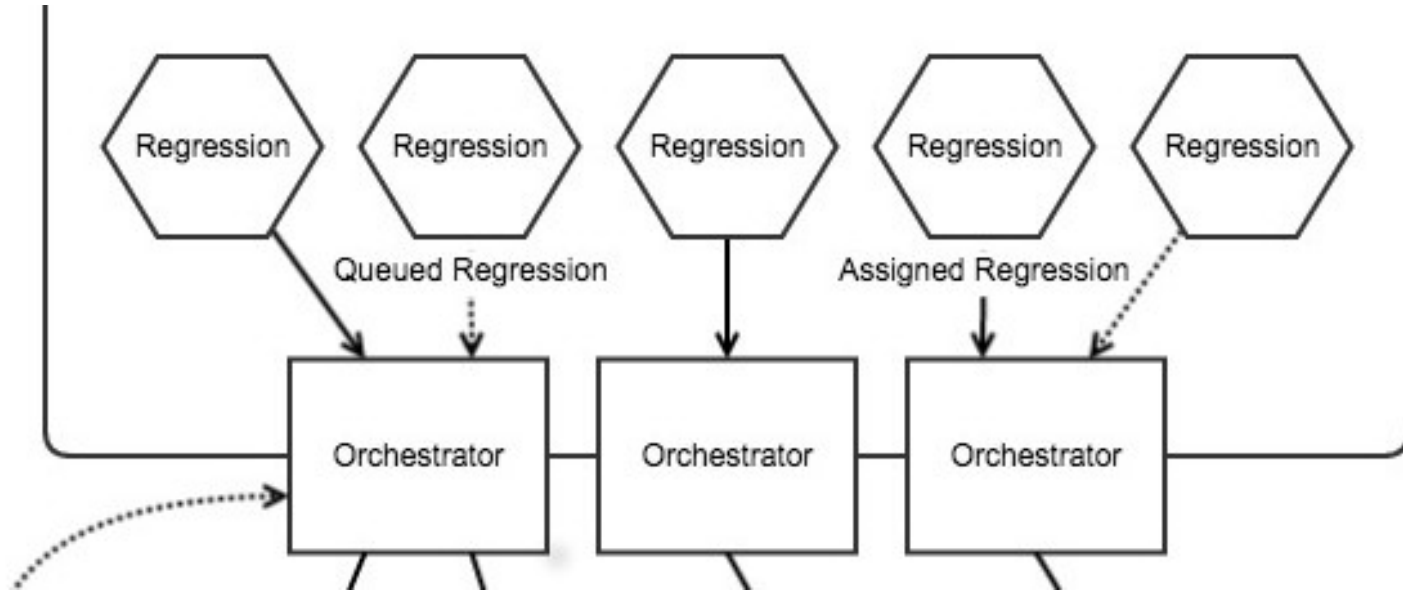 Regression
Regression
Regression
Regression
Regression
Queued Regression
Assigned Regression
Orchestrator
Orchestrator
Orchestrator